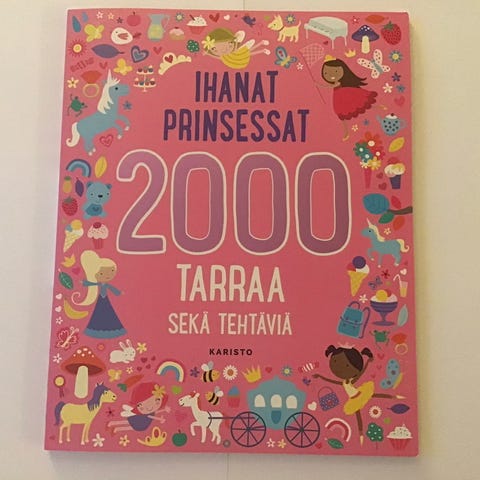 IHANAT
PRINSESSAT
2000
TARRAA
SEKÄ TEHTÄVIÄ
KARISTO